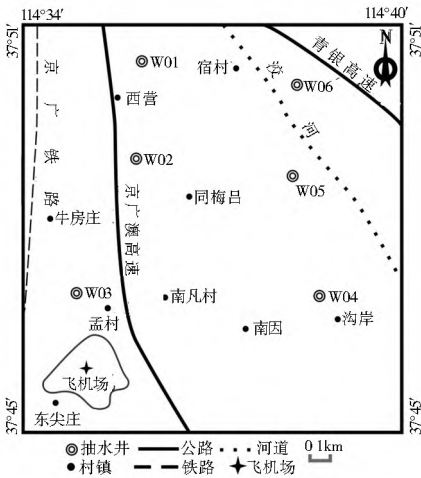 114°34′
114°40′
37°51′
37°51′
N
青银高速
W01
宿村
洨河
W06
京广铁路
西营
W02
W05
同梅吕
京广澳高速
牛房庄
W03
南凡村
W04
孟村
南因
沟岸
飞机场
东尖庄
37°45′
37°45′
抽水井
公路
河道
0 1km
村镇
铁路
飞机场